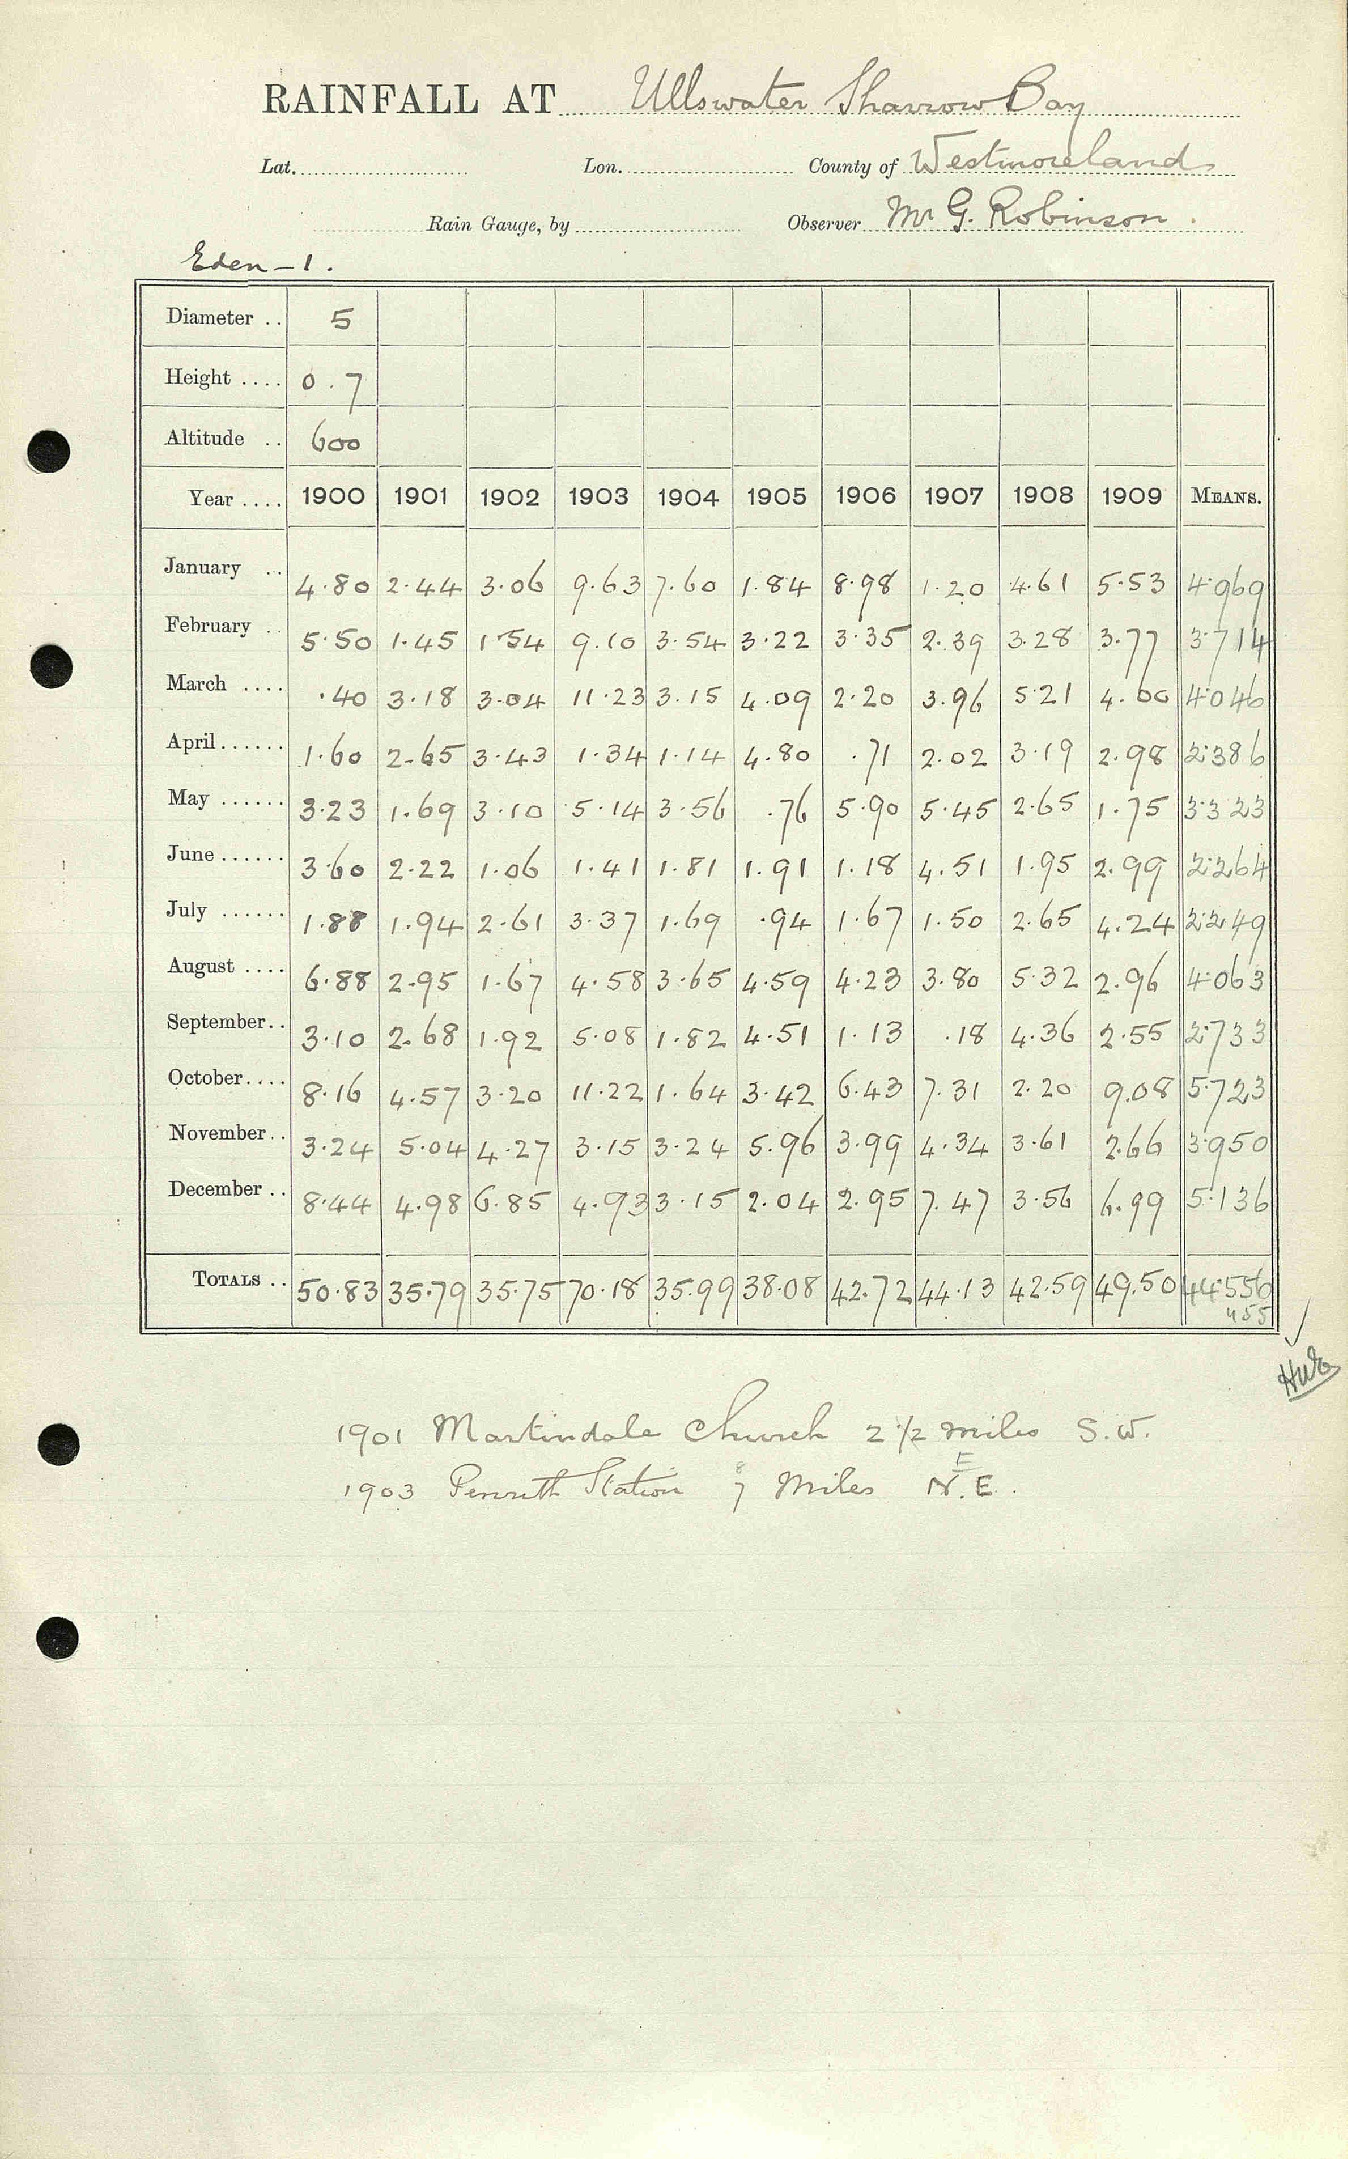 RAINFALL AT Ullswater Sharrow Bay
Lat. Lon. County of Westmoreland
Rain Gauge, by Observer Mr G. Robinson.
Eden - 1.
Diameter .. 5
Height .... 0.7
Altitude .. 600
Year .... 1900 1901 1902 1903 1904 1905 1906 1907 1908 1909 MEANS.
January .. 4.80 2.44 3.06 9.63 7.60 1.84 8.98 1.20 4.61 5.53 4.969
February .. 5.50 1.45 1.54 9.10 3.54 3.22 3.35 2.39 3.28 3.77 3.714
March .... .40 3.18 3.04 11.23 3.15 4.09 2.20 3.96 5.21 4.00 4.046
April...... 1.60 2.65 3.43 1.34 1.14 4.80 .71 2.02 3.19 2.98 2.386
May ...... 3.23 1.69 3.10 5.14 3.56 .76 5.90 5.45 2.65 1.75 3.323
June...... 3.60 2.22 1.06 1.41 1.81 1.91 1.18 4.51 1.95 2.99 2.264
July ...... 1.88 1.94 2.61 3.37 1.69 .94 1.67 1.50 2.65 4.24 2.249
August .... 6.88 2.95 1.67 4.58 3.65 4.59 4.23 3.80 5.32 2.96 4.063
September.. 3.10 2.68 1.92 5.08 1.82 4.51 1.13 .18 4.36 2.55 2.733
October.... 8.16 4.57 3.20 11.22 1.64 3.42 6.43 7.31 2.20 9.08 5.723
November.. 3.24 5.04 4.27 3.15 3.24 5.96 3.99 4.34 3.61 2.66 3.950
December .. 8.44 4.98 6.85 4.93 3.15 2.04 2.95 7.47 3.56 6.99 5.136
TOTALS .. 50.83 35.79 35.75 70.18 35.99 38.08 42.72 44.13 42.59 49.50 44.556
1901 Martindale Church 2 1/2 miles S.W.
1903 Penrith Station 7 Miles N.E.